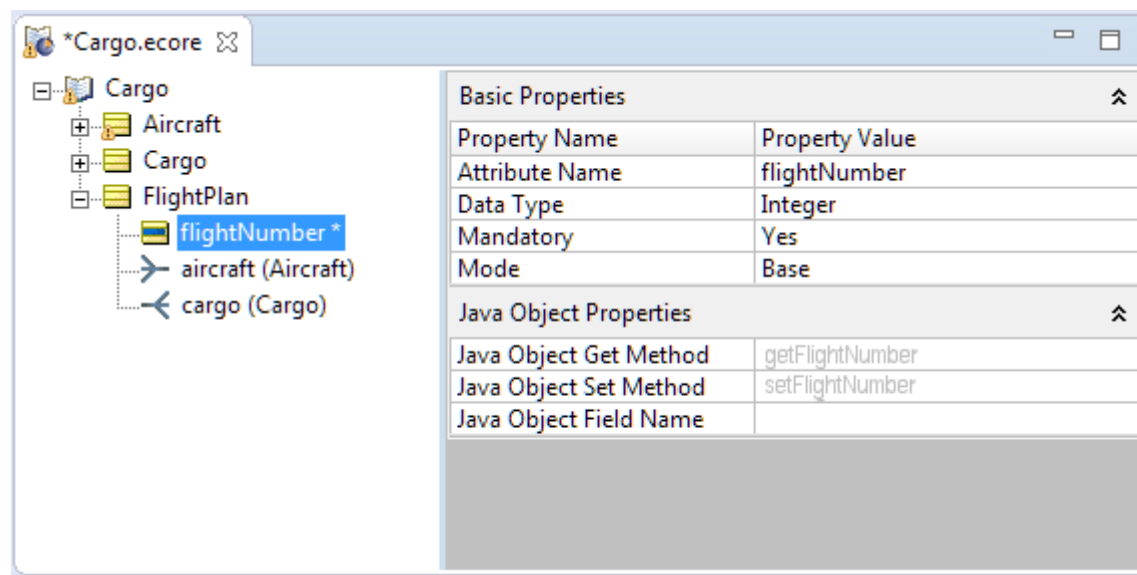 *Cargo.ecore
Cargo
Aircraft
Cargo
FlightPlan
flightNumber *
aircraft (Aircraft)
cargo (Cargo)
Basic Properties
Property Name Property Value
Attribute Name flightNumber
Data Type Integer
Mandatory Yes
Mode Base
Java Object Properties
Java Object Get Method getFlightNumber
Java Object Set Method setFlightNumber
Java Object Field Name